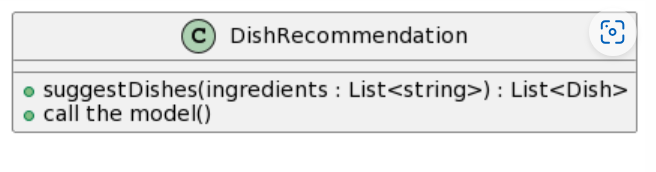 C DishRecommendation
suggestDishes(ingredients : List<string>) : List<Dish>
call the model()